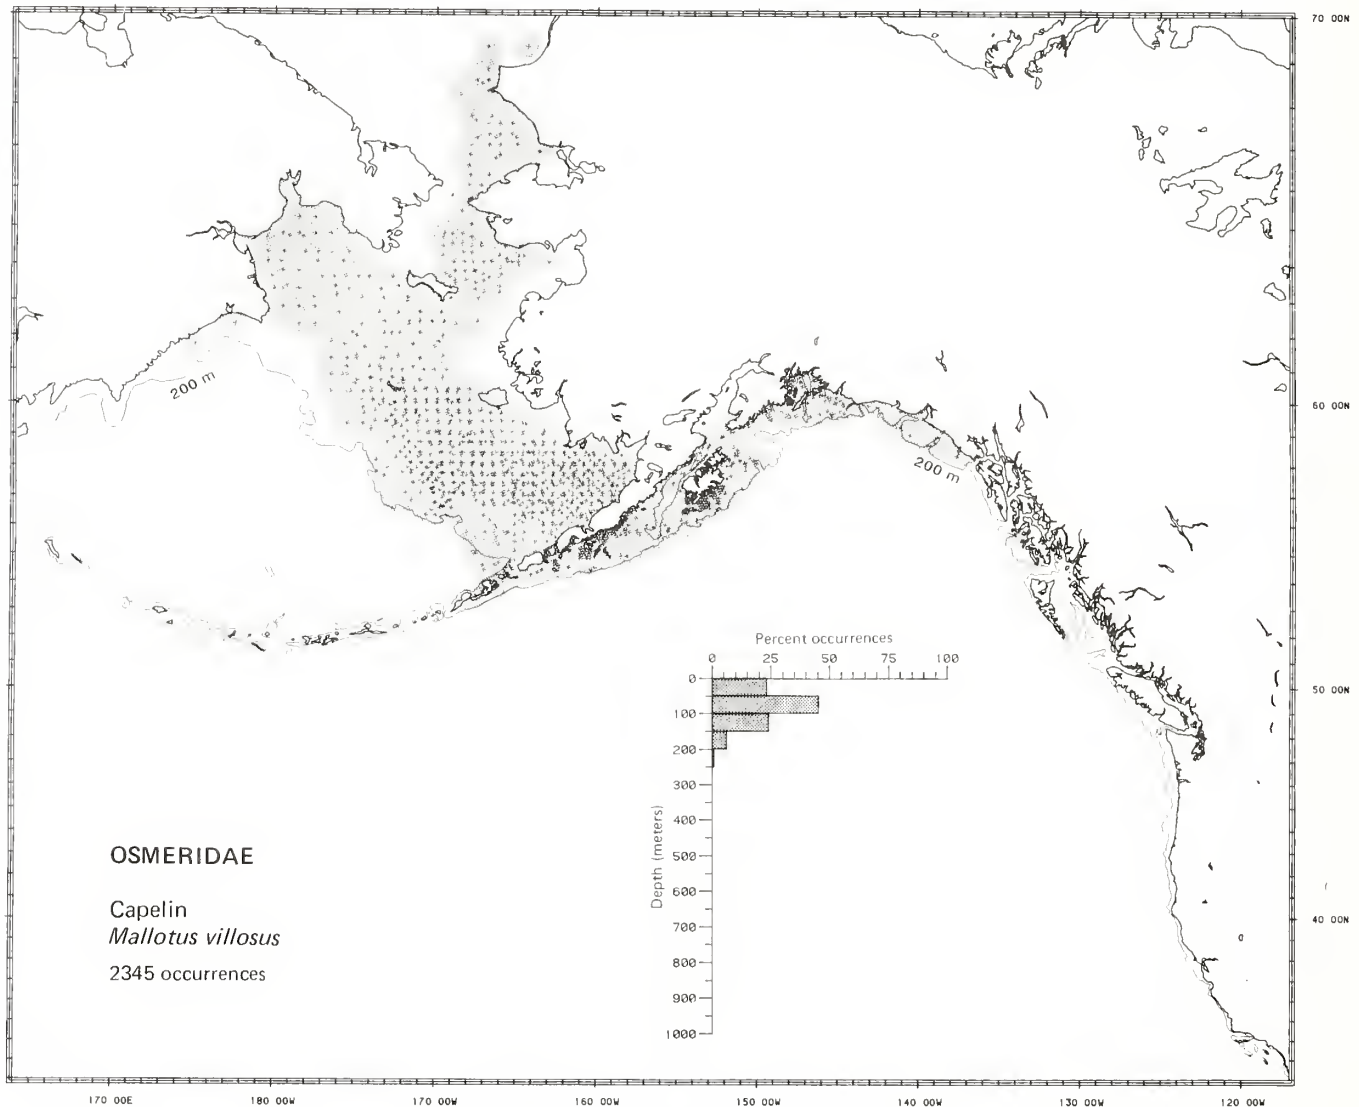 70 00N
200 m
60 00N
200 m
Percent occurrences
0 25 50 75 100
0
100
200
300
400
500
600
700
800
900
1000
Depth (meters)
50 00N
OSMERIDAE
Capelin
Mallotus villosus
2345 occurrences
40 00N
170 00E 180 00W 170 00W 160 00W 150 00W 140 00W 130 00W 120 00W